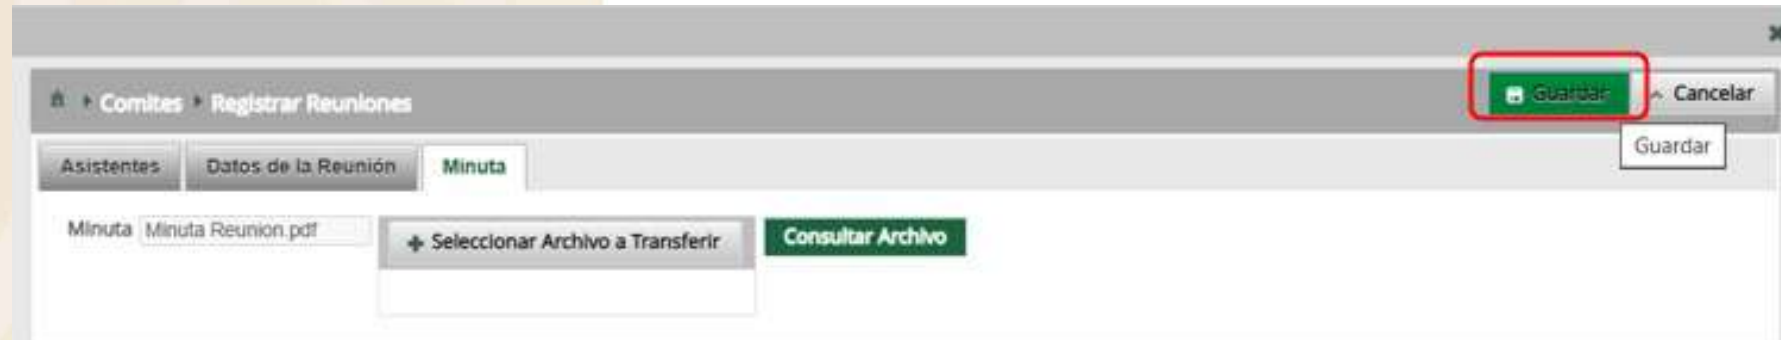 Comites Registrar Reuniones
Guardar Cancelar
Guardar
Asistentes Datos de la Reunión Minuta
Minuta Minuta Reunion.pdf Seleccionar Archivo a Transferir Consultar Archivo